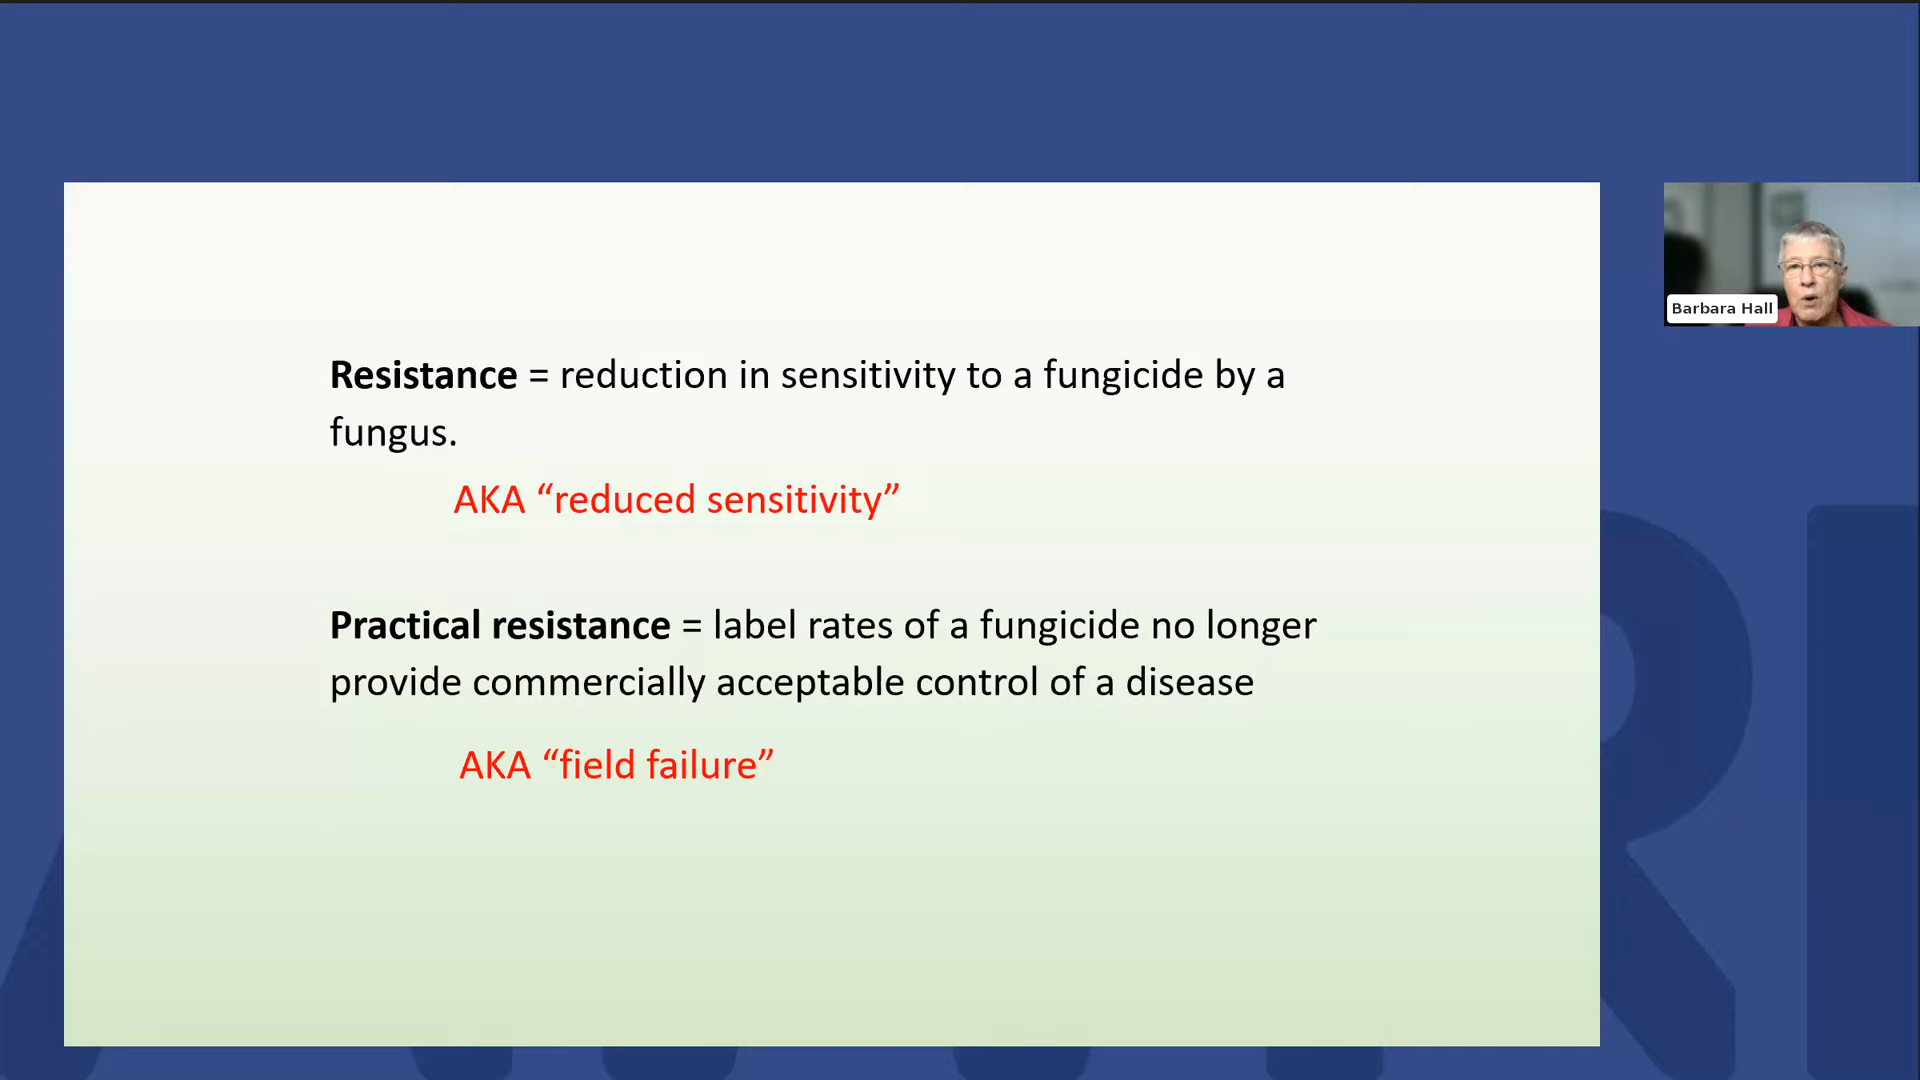 Resistance = reduction in sensitivity to a fungicide by a
fungus.
AKA “reduced sensitivity”
Practical resistance = label rates of a fungicide no longer
provide commercially acceptable control of a disease
AKA “field failure”
Barbara Hall